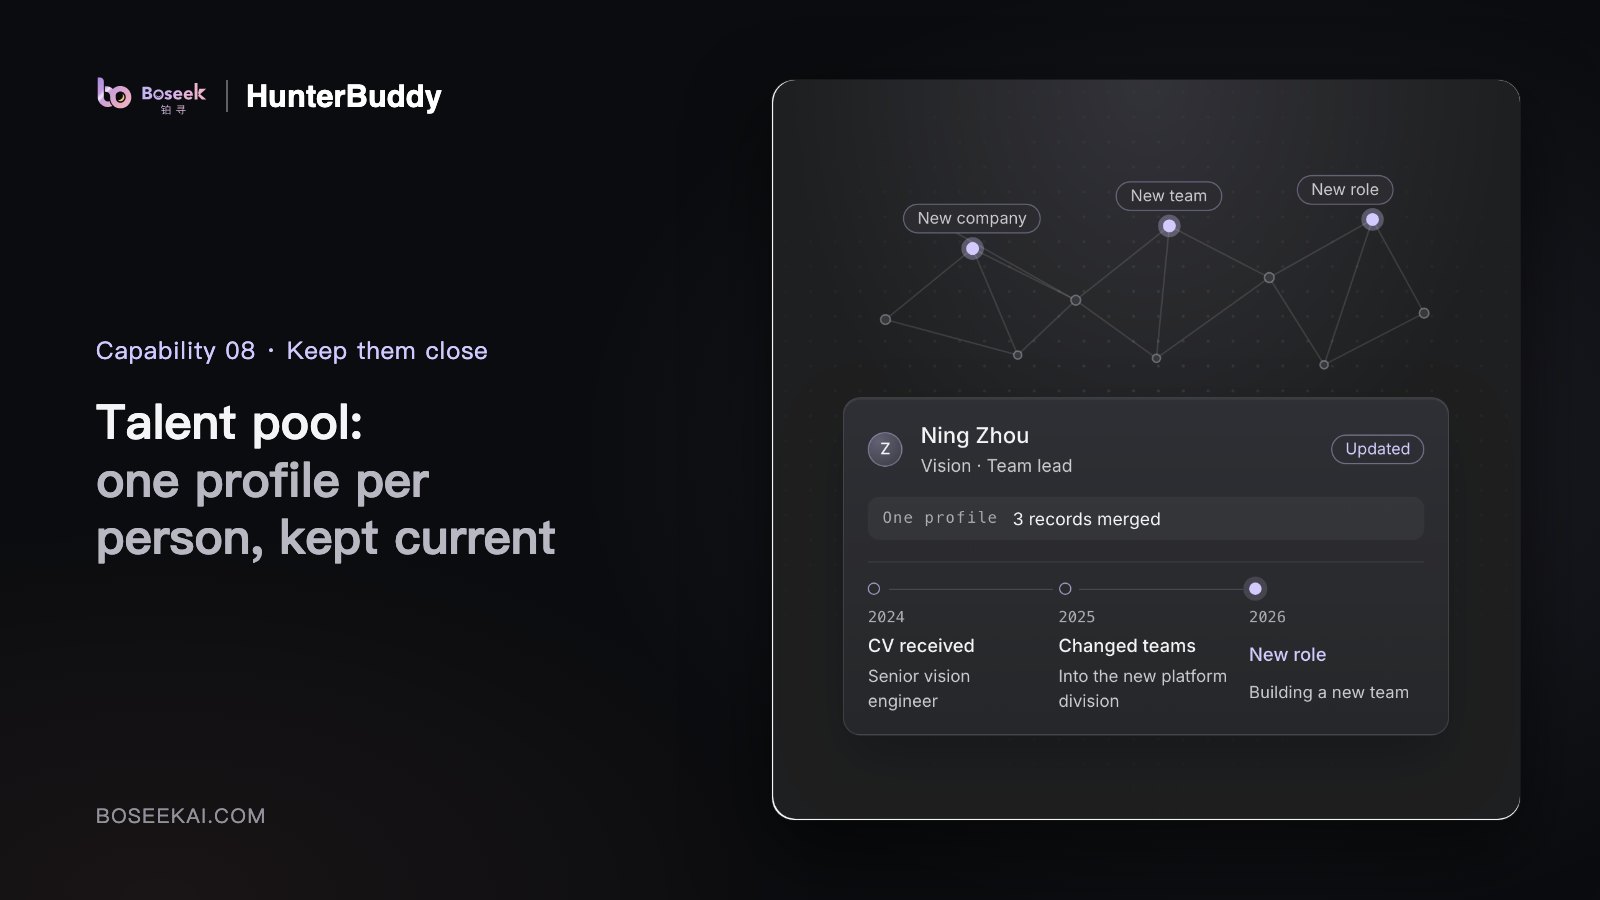 Boseek
铂寻
HunterBuddy
Capability 08 · Keep them close
Talent pool:
one profile per
person, kept current
BOSEEKAI.COM
New company
New team
New role
Z
Ning Zhou
Vision · Team lead
Updated
One profile 3 records merged
2024
CV received
Senior vision
engineer
2025
Changed teams
Into the new platform
division
2026
New role
Building a new team